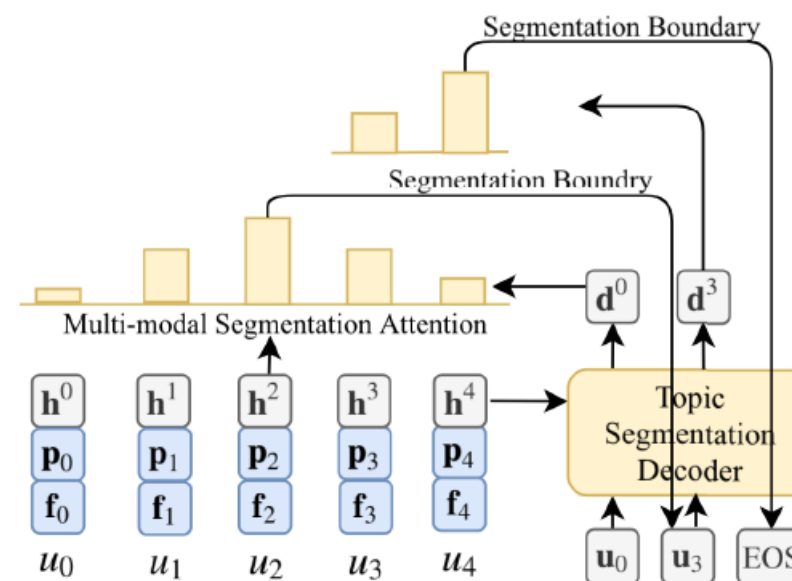 Segmentation Boundary
Segmentation Boundry
d⁰ d³
Multi-modal Segmentation Attention
h⁰ h¹ h² h³ h⁴
Topic
Segmentation
Decoder
p₀ p₁ p₂ p₃ p₄
f₀ f₁ f₂ f₃ f₄
u₀ u₁ u₂ u₃ u₄
u₀ u₃ EOS